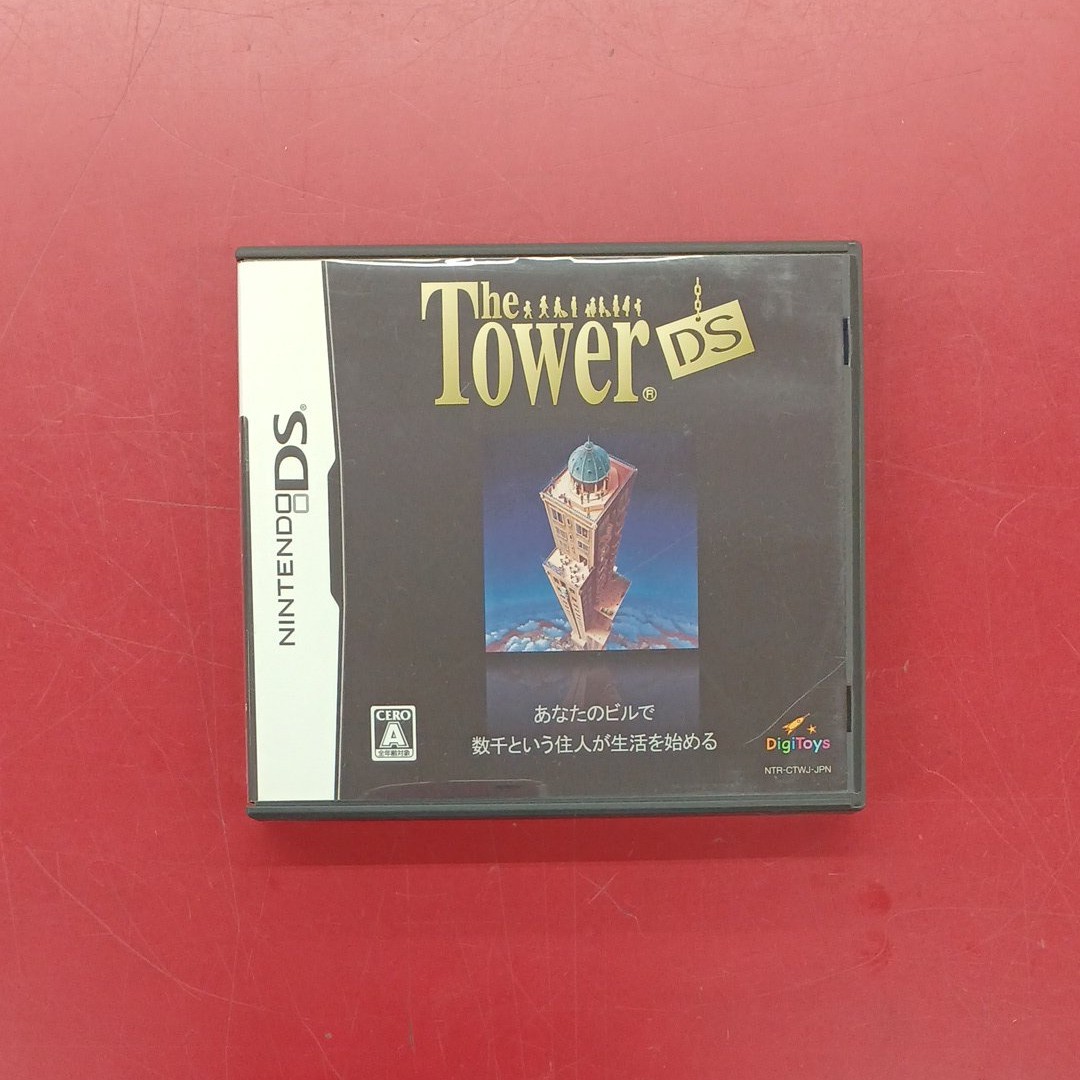 The
Tower®
DS
NINTENDO DS®
あなたのビルで
数千という住人が生活を始める
CERO
A
全年齢対象
DigiToys
NTR-CTWJ-JPN